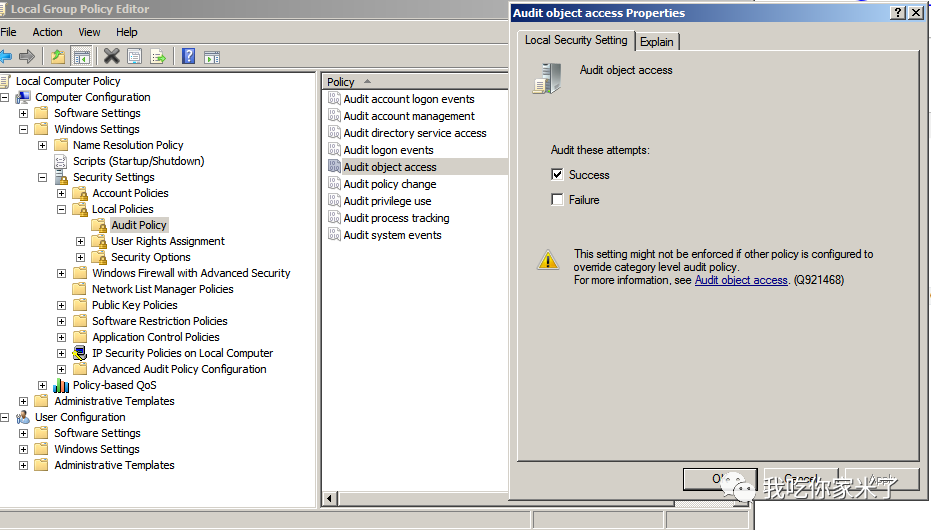 Local Group Policy Editor
File Action View Help
Local Computer Policy
Computer Configuration
Software Settings
Windows Settings
Name Resolution Policy
Scripts (Startup/Shutdown)
Security Settings
Account Policies
Local Policies
Audit Policy
User Rights Assignment
Security Options
Windows Firewall with Advanced Security
Network List Manager Policies
Public Key Policies
Software Restriction Policies
Application Control Policies
IP Security Policies on Local Computer
Advanced Audit Policy Configuration
Policy-based QoS
Administrative Templates
User Configuration
Software Settings
Windows Settings
Administrative Templates
Policy
Audit account logon events
Audit account management
Audit directory service access
Audit logon events
Audit object access
Audit policy change
Audit privilege use
Audit process tracking
Audit system events
Audit object access Properties
Local Security Setting Explain
Audit object access
Audit these attempts:
Success
Failure
This setting might not be enforced if other policy is configured to
override category level audit policy.
For more information, see Audit object access. (Q921468)
Cancel Apply
我吃你家米了